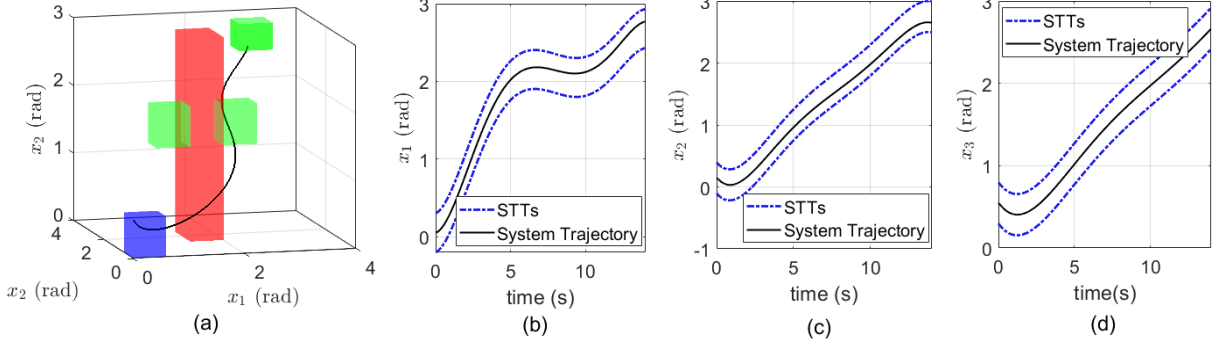 3
2
1
0
x₂ (rad)
4
2
0
x₂ (rad)
0
2
4
x₁ (rad)
(a)
3
2
1
0
x₁ (rad)
STTs
System Trajectory
0
5
10
time (s)
(b)
3
2
1
0
-1
x₂ (rad)
STTs
System Trajectory
0
5
10
time (s)
(c)
3
2
1
0
x₃ (rad)
STTs
System Trajectory
0
5
10
time(s)
(d)